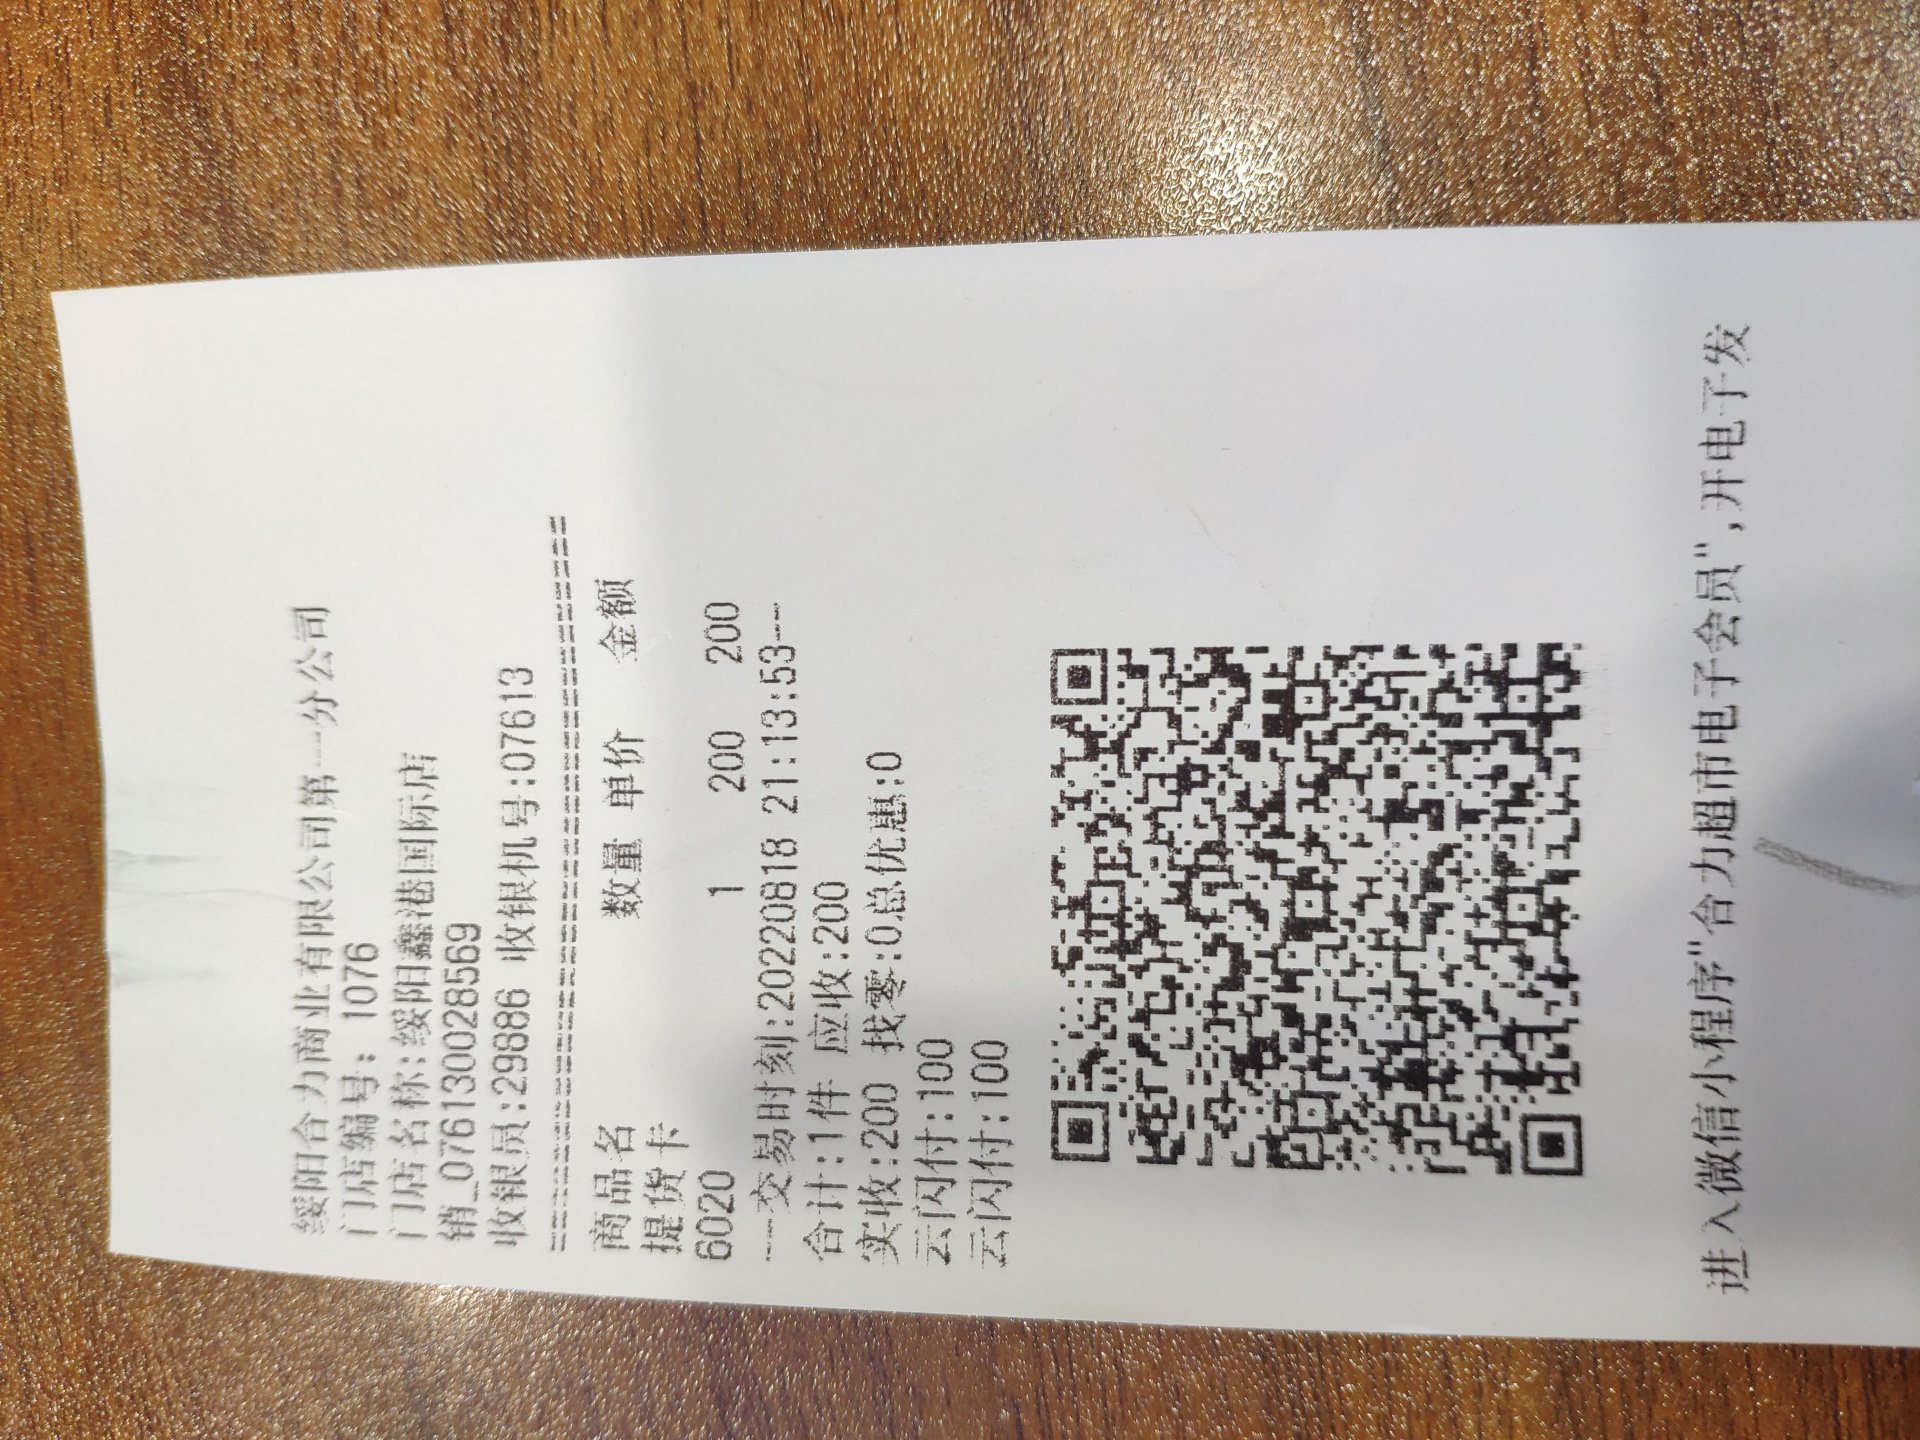 绥阳合力商业有限公司第一分公司
门店编号: 1076
门店名称:绥阳鑫港国际店
销_0761300028569
收银员:29886 收银机号:07613
商品名 数量 单价 金额
提货卡
6020 1 200 200
---交易时刻:20220818 21:13:53---
合计:1件 应收:200
实收:200 找零:0总优惠:0
云闪付:100
云闪付:100
进入微信小程序"合力超市电子会员",开电子发